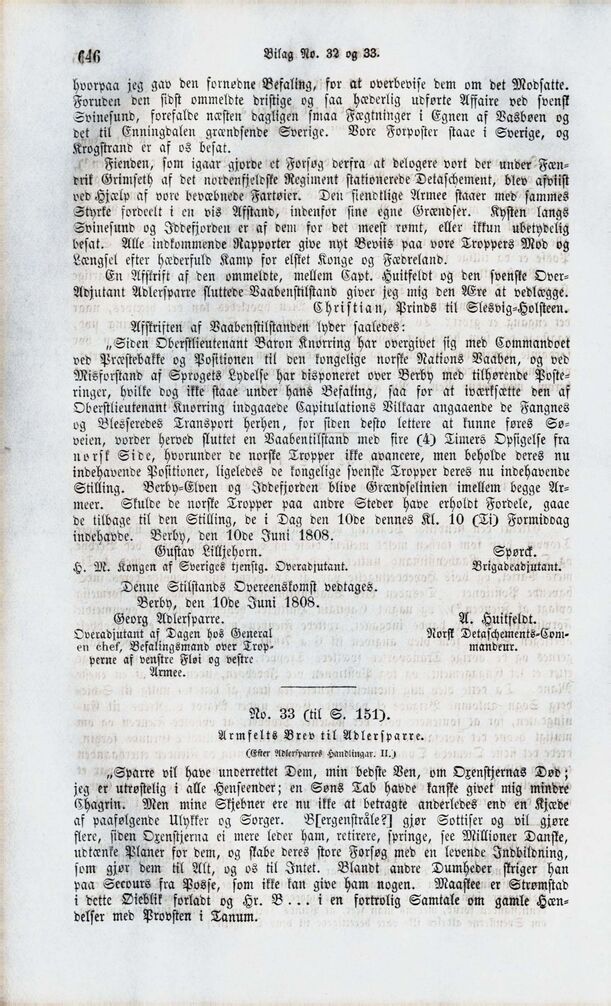 646
Bilag No. 32 og 33.
hvorpaa jeg gav den fornødne Befaling, for at overbevise dem om det Modsatte.
Foruden den sidst ommeldte dristige og saa hæderlig udførte Affaire ved svensk
Svinesund, forefalde næsten dagligen smaa Fægtninger i Egnen af Vasboen og
det til Enningdalen grændsende Sverige. Vore Forposter staae i Sverige, og
Krogstrand er af os besat.
Fienden, som igaar gjorde et Forsøg derfra at delogere vort der under Fæn-
drik Grimseth af det nordenfjeldske Regiment stationerede Detaschement, blev afviist
ved Hjælp af vore bevæbnede Fartøier. Den fiendtlige Armee staaer med sammes
Styrke fordeelt i en vis Afstand, indenfor sine egne Grændser. Kysten langs
Svinesund og Iddefjorden er af dem for det meest rømt, eller ikkun ubetydelig
besat. Alle indkommende Rapporter give nyt Beviis paa vore Troppers Mod og
Længsel efter hæderfuld Kamp for elsket Konge og Fædreland.
En Afskrift af den ommeldte, mellem Capt. Huitfeldt og den svenske Over-
Adjutant Adlersparre sluttede Vaabenstilstand giver jeg mig den Ære at vedlægge.
Christian, Prinds til Slesvig-Holsteen.
Afskriften af Vaabenstilstanden lyder saaledes:
„Siden Oberstlieutenant Baron Knorring har overgivet sig med Commandoet
ved Præstebakke og Positionen til den kongelige norske Nations Vaaben, og ved
Misforstand af Sprogets Lydelse har disponeret over Berby med tilhørende Poste-
ringer, hvilke dog ikke staae under hans Befaling, saa for at iværksætte den af
Oberstlieutenant Knorring indgaaede Capitulations Vilkaar angaaende de Fangnes
og Blesseredes Transport herhen, for siden desto lettere at kunne føres Sø-
veien, vorder herved sluttet en Vaabentilstand med fire (4) Timers Opsigelse fra
norsk Side, hvorunder de norske Tropper ikke avancere, men beholde deres nu
indehavende Positioner, ligeledes de kongelige svenske Tropper deres nu indehavende
Stilling. Berby-Elven og Iddefjorden blive Grændselinien imellem begge Ar-
meer. Skulde de norske Tropper paa andre Steder have erholdt Fordele, gaae
de tilbage til den Stilling, de i Dag den 10de dennes Kl. 10 (Ti) Formiddag
indehavde. Berby, den 10de Juni 1808.
Gustav Lilljehorn. Spørck.
H. M. Kongen af Sveriges tjenstg. Overadjutant. Brigadeadjutant.“
Denne Stilstands Overeenskomst vedtages.
Berby, den 10de Juni 1808.
Georg Adlersparre. A. Huitfeldt.
Overadjutant af Dagen hos General Norsk Detaschements-Com-
en chef, Befalingsmand over Trop- mandeur.
perne af venstre Fløi og vestre
Armee.
No. 33 (til S. 151).
Armfelts Brev til Adlersparre.
(Efter Adlersparres Handlingar. II.)
„Sparre vil have underrettet Dem, min bedste Ven, om Oxenstjernas Død;
jeg er utrøstelig i alle Henseender; en Søns Tab havde kanske givet mig mindre
Chagrin. Men mine Skjebner ere nu ikke at betragte anderledes end en Kjæde
af paafølgende Ulykker og Sorger. B[ergenstråle?] gjør Sottiser og vil gjøre
flere, siden Oxenstjerna ei mere leder ham, retirere, springe, see Millioner Danske,
udtænke Planer for dem, og skabe deres store Forsøg med en levende Indbildning,
som gjør dem til Alt, og os til Intet. Blandt andre Dumheder skriger han
paa Secours fra Posse, som ikke kan give ham nogen. Maaskee er Strømstad
i dette Øieblik forladt og Hr. B... i en fortrolig Samtale om gamle Hæn-
delser med Provsten i Tanum.